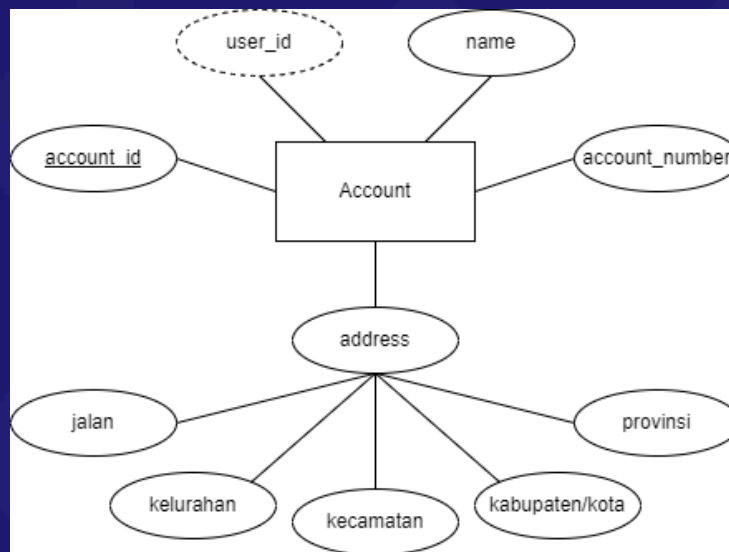 user_id
name
account_id
account_number
Account
address
jalan
provinsi
kelurahan
kabupaten/kota
kecamatan